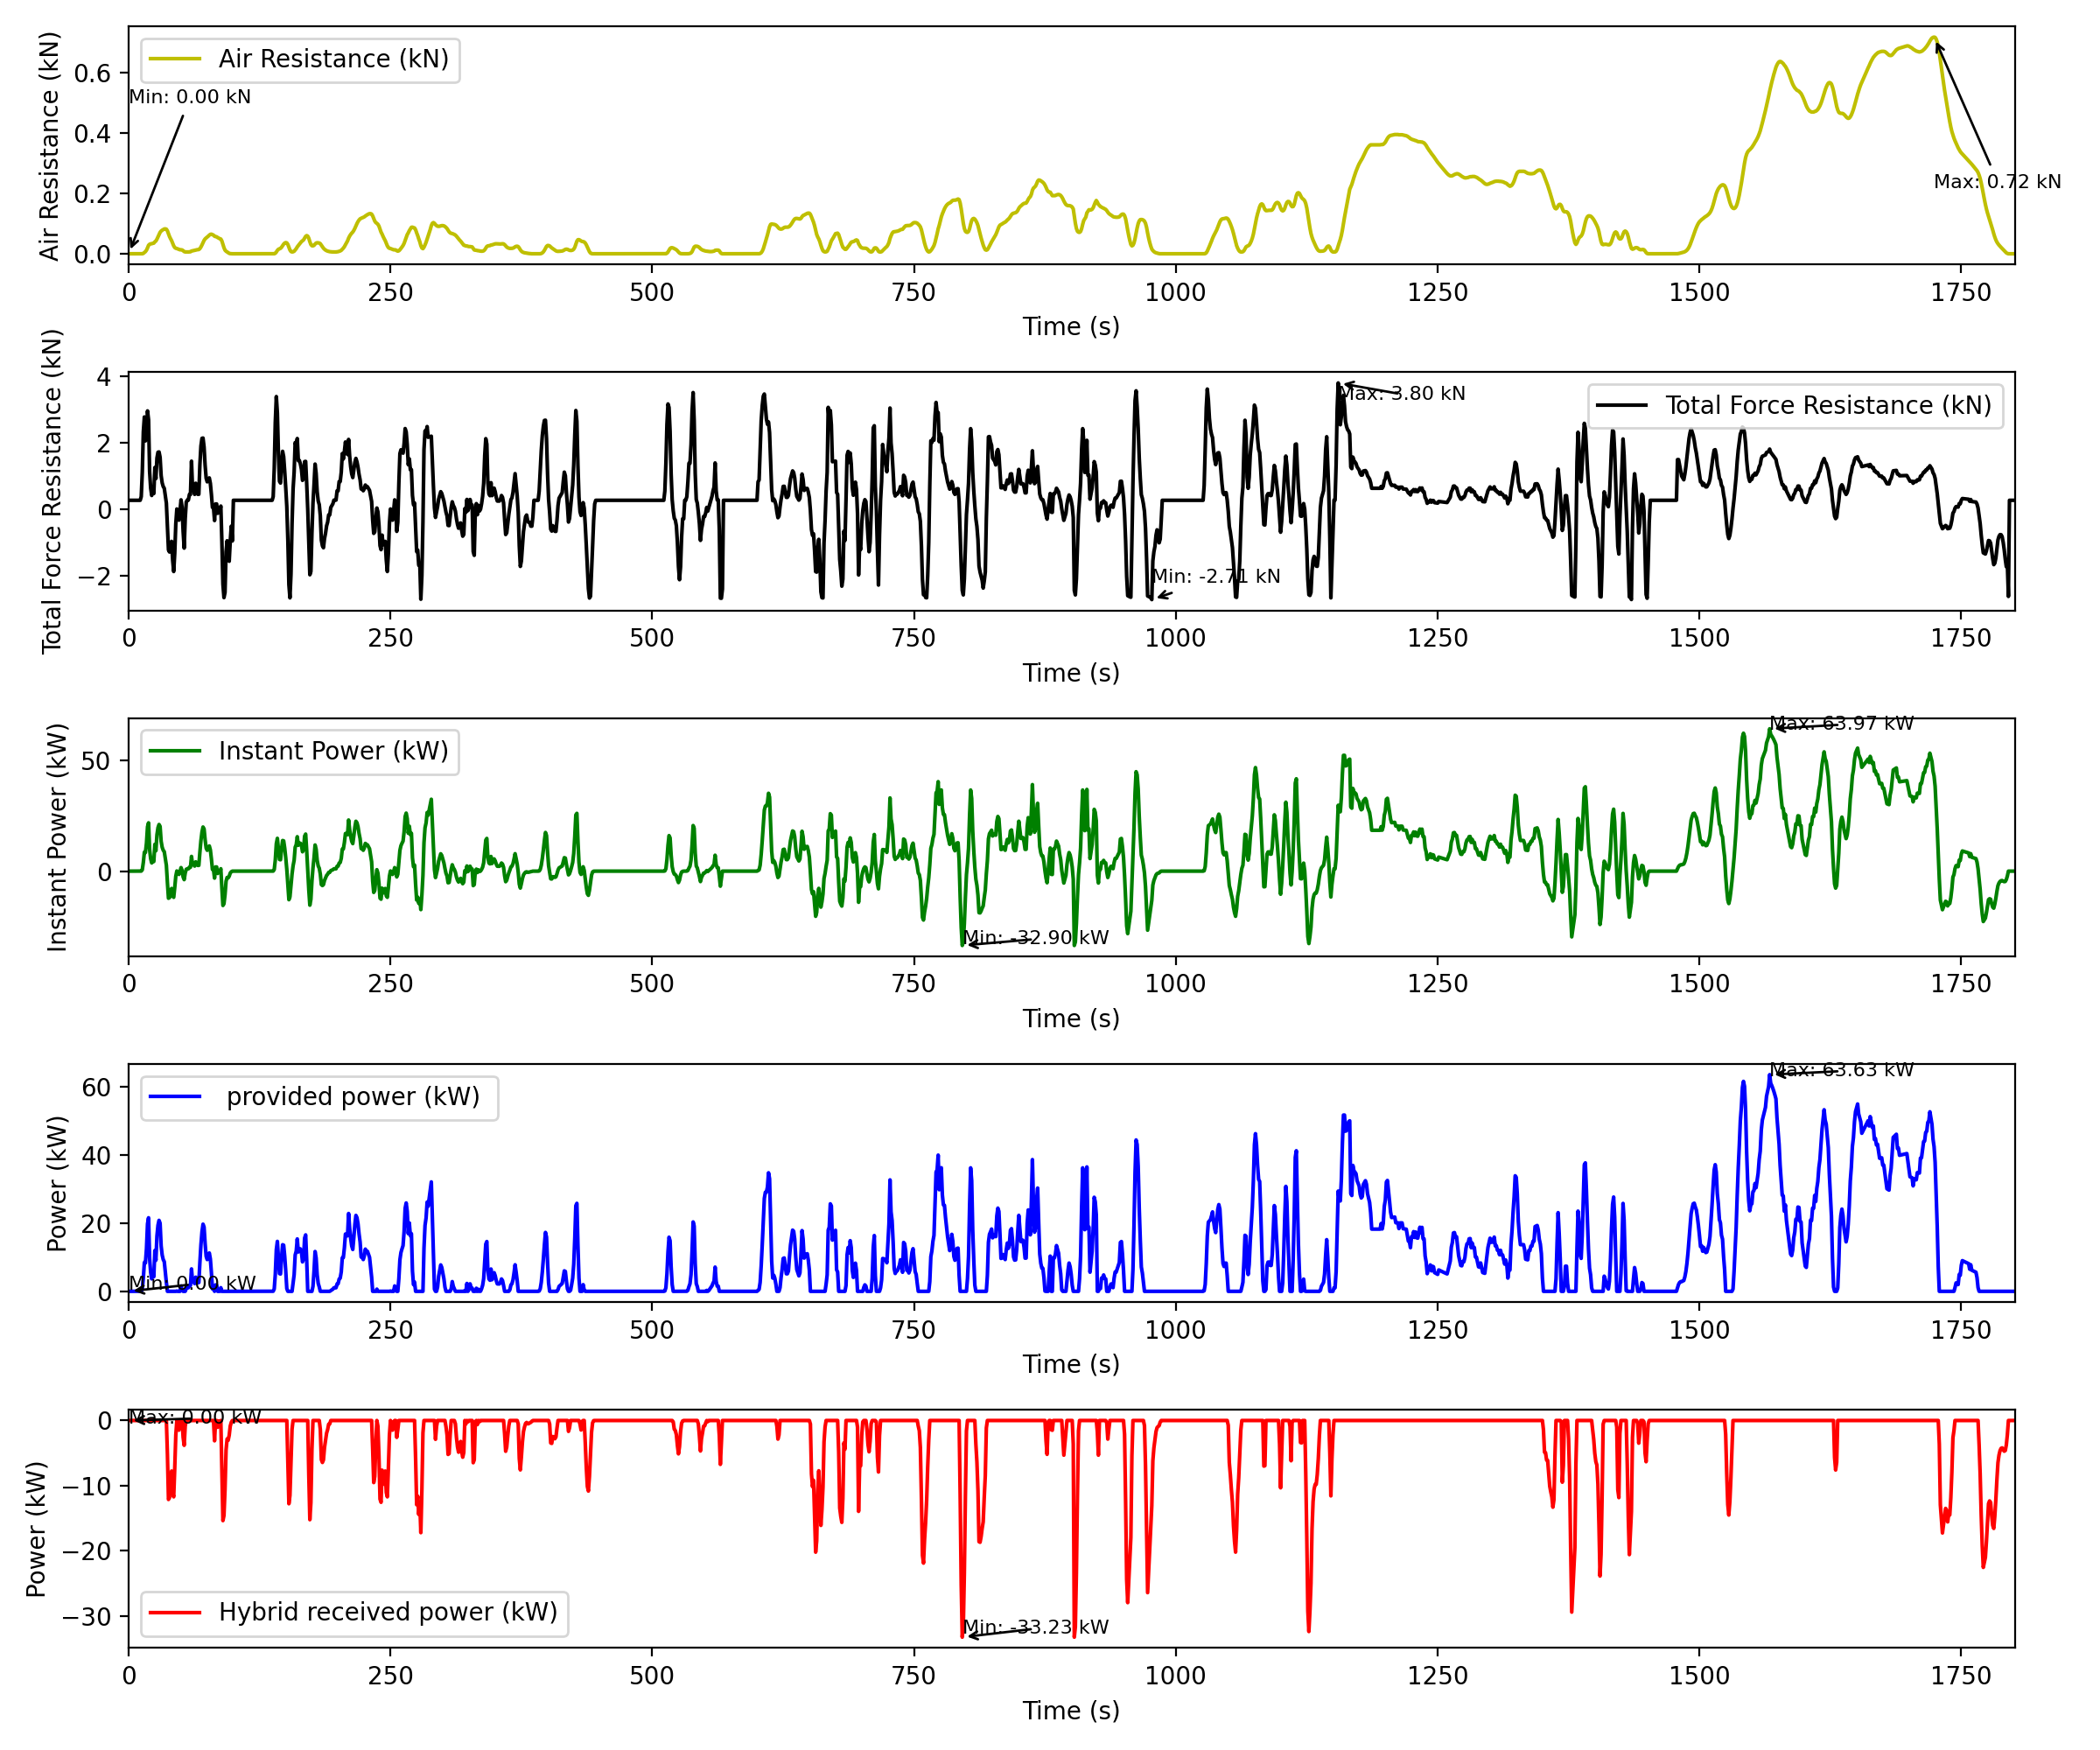 Air Resistance (kN)
0.6
0.4
0.2
0.0
Air Resistance (kN)
Min: 0.00 kN
Max: 0.72 kN
0 250 500 750 1000 1250 1500 1750
Time (s)
Total Force Resistance (kN)
4
2
0
−2
Max: 3.80 kN
Total Force Resistance (kN)
Min: -2.71 kN
0 250 500 750 1000 1250 1500 1750
Time (s)
Instant Power (kW)
50
0
Instant Power (kW)
Max: 63.97 kW
Min: -32.90 kW
0 250 500 750 1000 1250 1500 1750
Time (s)
Power (kW)
60
40
20
0
provided power (kW)
Max: 63.63 kW
Min: 0.00 kW
0 250 500 750 1000 1250 1500 1750
Time (s)
Power (kW)
0
−10
−20
−30
Max: 0.00 kW
Hybrid received power (kW)
Min: -33.23 kW
0 250 500 750 1000 1250 1500 1750
Time (s)